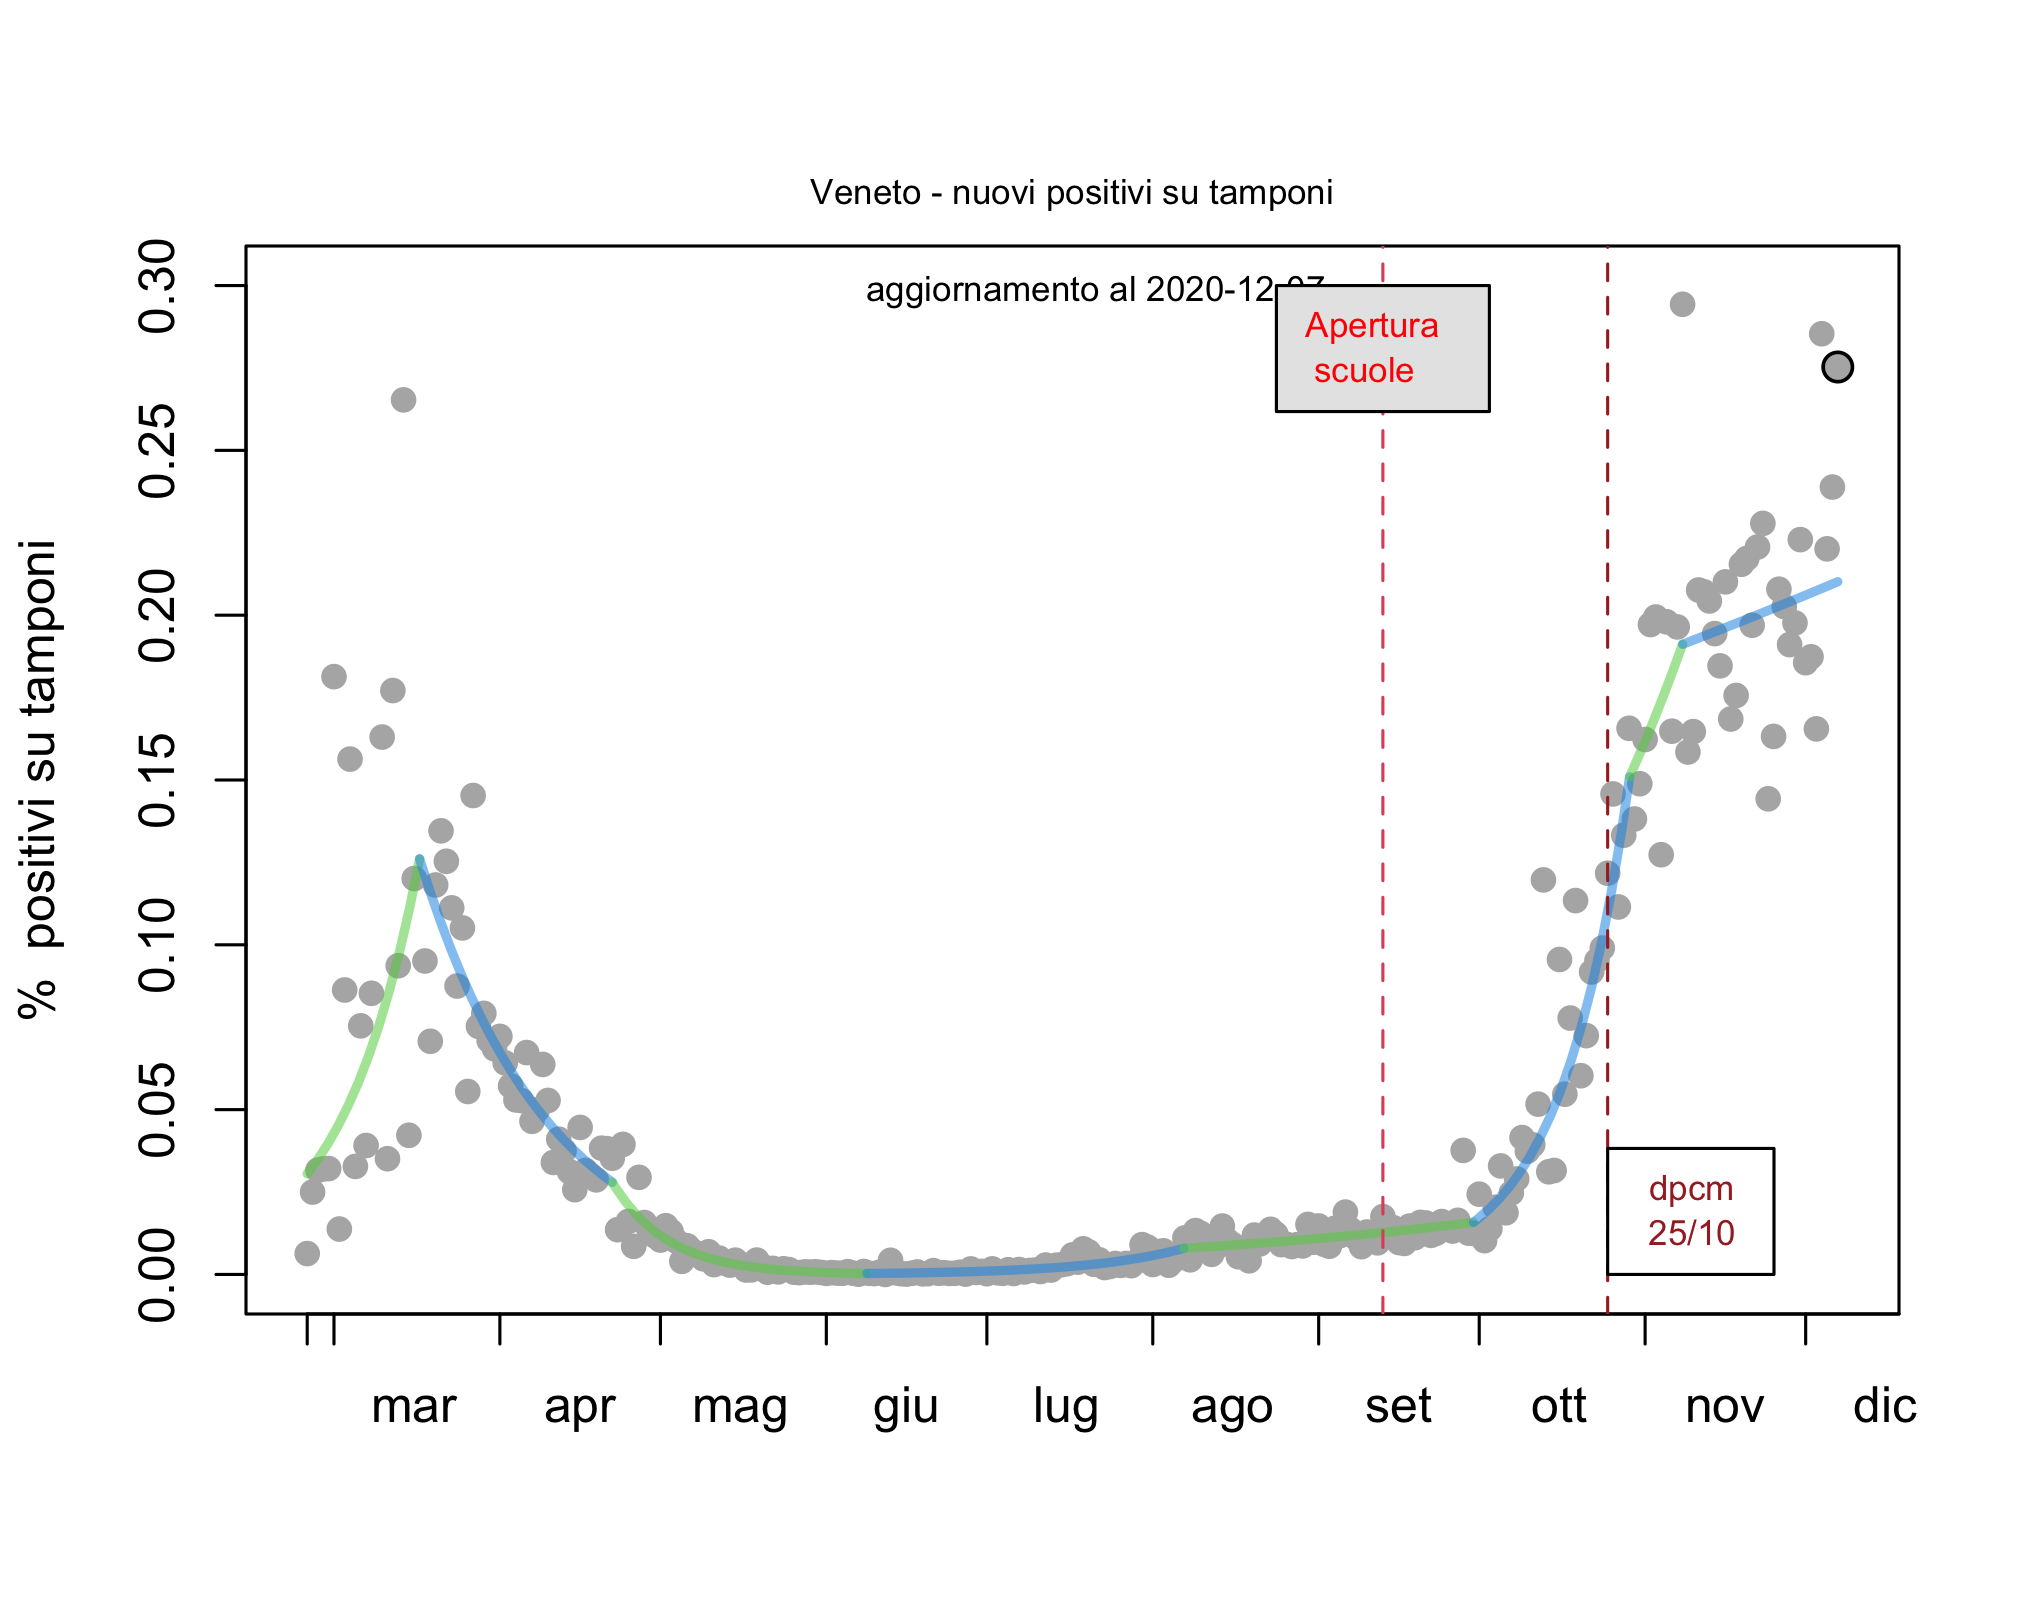 Veneto - nuovi positivi su tamponi
aggiornamento al 2020-12-07
Apertura
scuole
dpcm
25/10
% positivi su tamponi
0.30
0.25
0.20
0.15
0.10
0.05
0.00
mar apr mag giu lug ago set ott nov dic